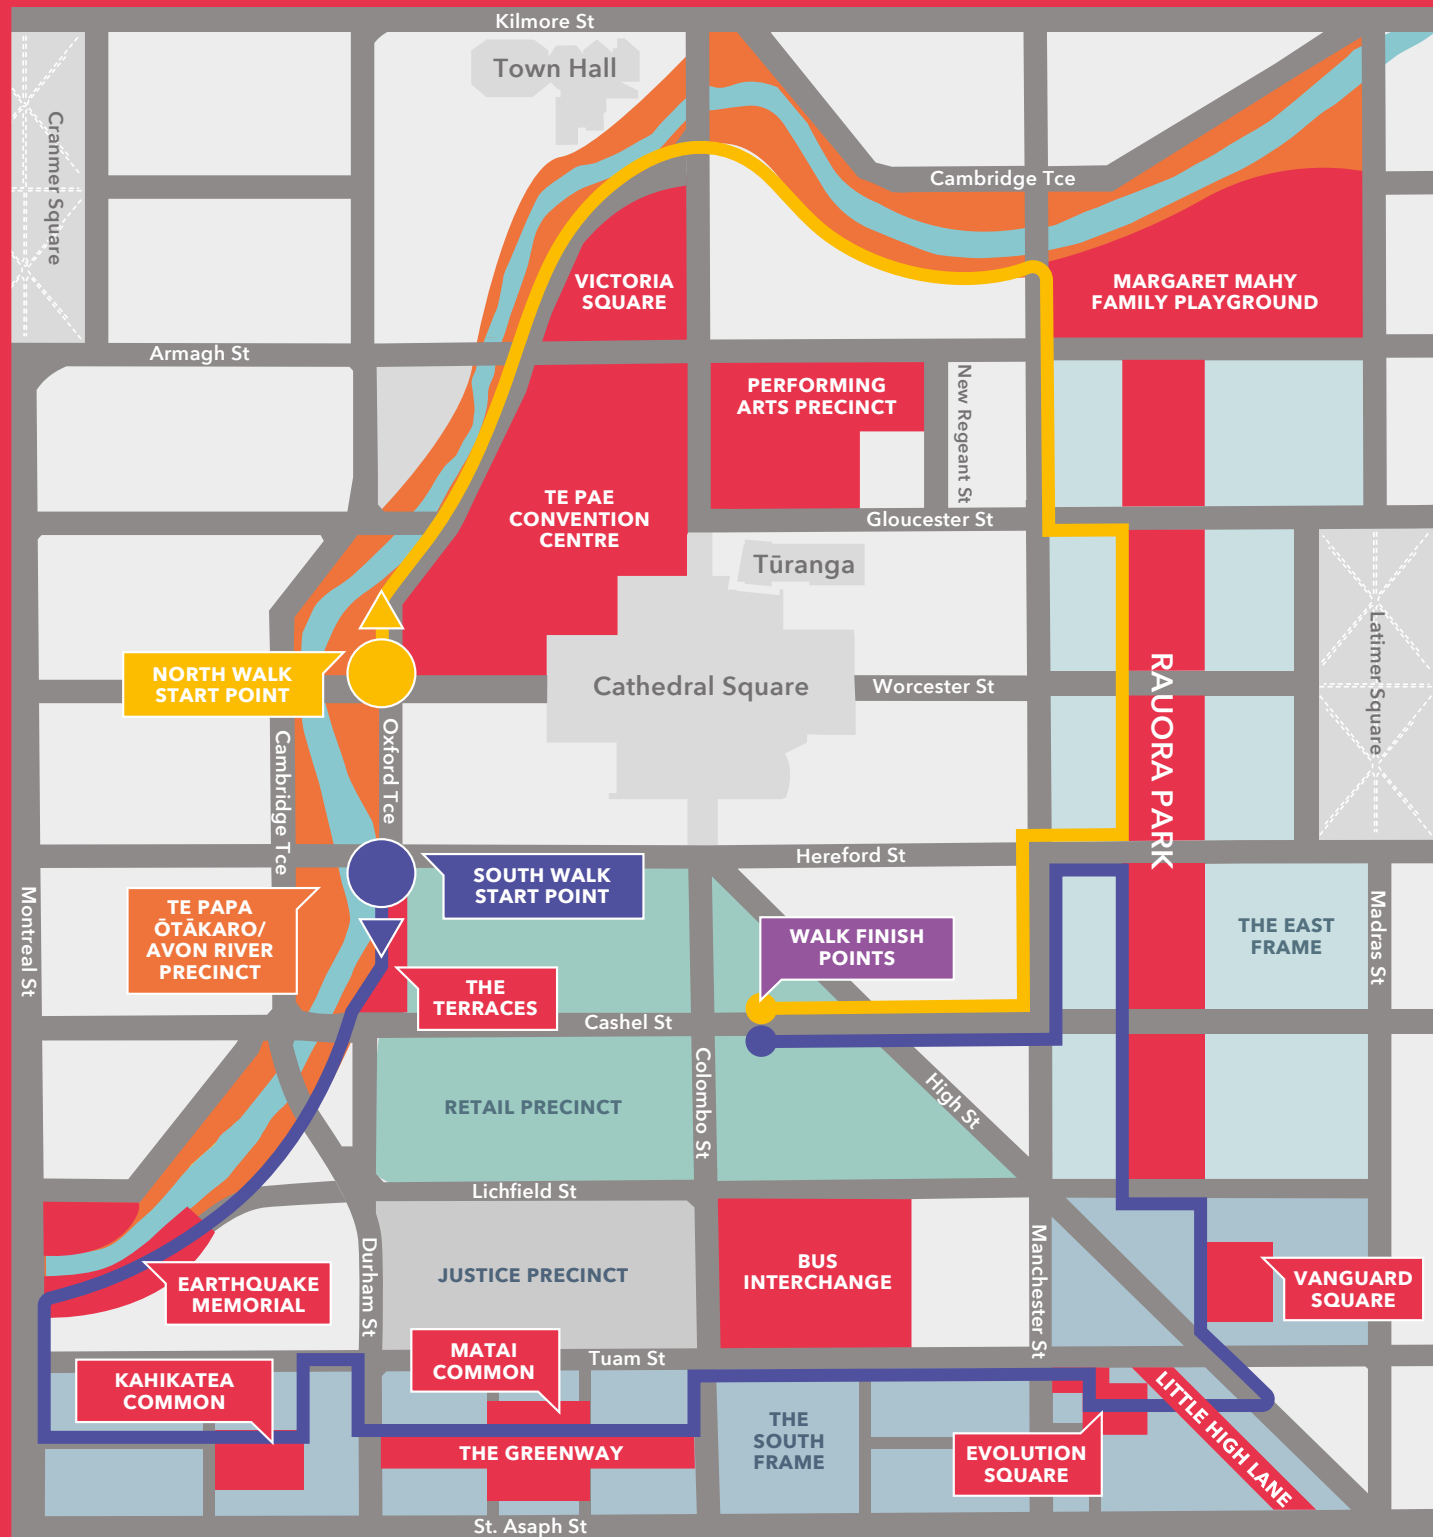 Kilmore St
Town Hall
Cranmer Square
Cambridge Tce
VICTORIA
SQUARE
MARGARET MAHY
FAMILY PLAYGROUND
Armagh St
PERFORMING
ARTS PRECINCT
New Regeant St
TE PAE
CONVENTION
CENTRE
Gloucester St
Tūranga
NORTH WALK
START POINT
Cathedral Square
Worcester St
RAUORA PARK
Latimer Square
Cambridge Tce
Oxford Tce
Hereford St
SOUTH WALK
START POINT
Montreal St
TE PAPA
ŌTĀKARO/
AVON RIVER
PRECINCT
WALK FINISH
POINTS
THE EAST
FRAME
Madras St
THE
TERRACES
Cashel St
Colombo St
High St
RETAIL PRECINCT
Lichfield St
Durham St
JUSTICE PRECINCT
BUS
INTERCHANGE
Manchester St
EARTHQUAKE
MEMORIAL
VANGUARD
SQUARE
MATAI
COMMON
Tuam St
KAHIKATEA
COMMON
LITTLE HIGH LANE
THE
SOUTH
FRAME
THE GREENWAY
EVOLUTION
SQUARE
St. Asaph St